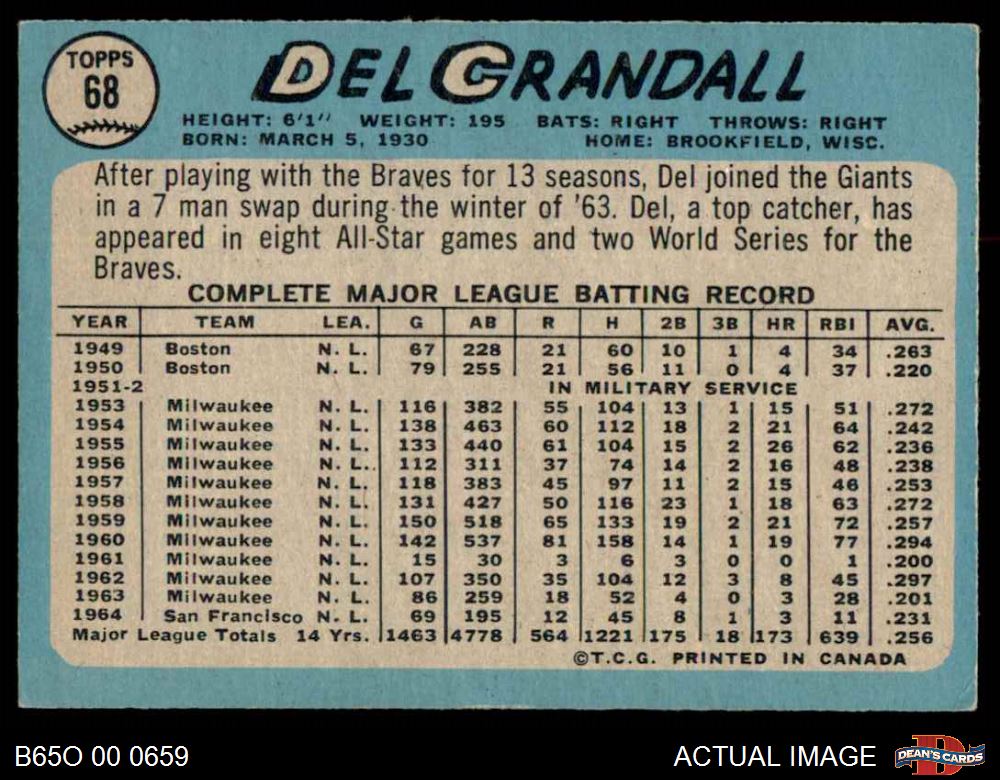 TOPPS
68
DEL CRANDALL
HEIGHT: 6'1" WEIGHT: 195 BATS: RIGHT THROWS: RIGHT
BORN: MARCH 5, 1930 HOME: BROOKFIELD, WISC.
After playing with the Braves for 13 seasons, Del joined the Giants
in a 7 man swap during the winter of '63. Del, a top catcher, has
appeared in eight All-Star games and two World Series for the
Braves.
COMPLETE MAJOR LEAGUE BATTING RECORD
YEAR TEAM LEA. G AB R H 2B 3B HR RBI AVG.
1949 Boston N. L. 67 228 21 60 10 1 4 34 .263
1950 Boston N. L. 79 255 21 56 11 0 4 37 .220
1951-2 IN MILITARY SERVICE
1953 Milwaukee N. L. 116 382 55 104 13 1 15 51 .272
1954 Milwaukee N. L. 138 463 60 112 18 2 21 64 .242
1955 Milwaukee N. L. 133 440 61 104 15 2 26 62 .236
1956 Milwaukee N. L. 112 311 37 74 14 2 16 48 .238
1957 Milwaukee N. L. 118 383 45 97 11 2 15 46 .253
1958 Milwaukee N. L. 131 427 50 116 23 1 18 63 .272
1959 Milwaukee N. L. 150 518 65 133 19 2 21 72 .257
1960 Milwaukee N. L. 142 537 81 158 14 1 19 77 .294
1961 Milwaukee N. L. 15 30 3 6 3 0 0 1 .200
1962 Milwaukee N. L. 107 350 35 104 12 3 8 45 .297
1963 Milwaukee N. L. 86 259 18 52 4 0 3 28 .201
1964 San Francisco N. L. 69 195 12 45 8 1 3 11 .231
Major League Totals 14 Yrs. 1463 4778 564 1221 175 18 173 639 .256
©T.C.G. PRINTED IN CANADA
B65O 00 0659 ACTUAL IMAGE D DEAN'S CARDS